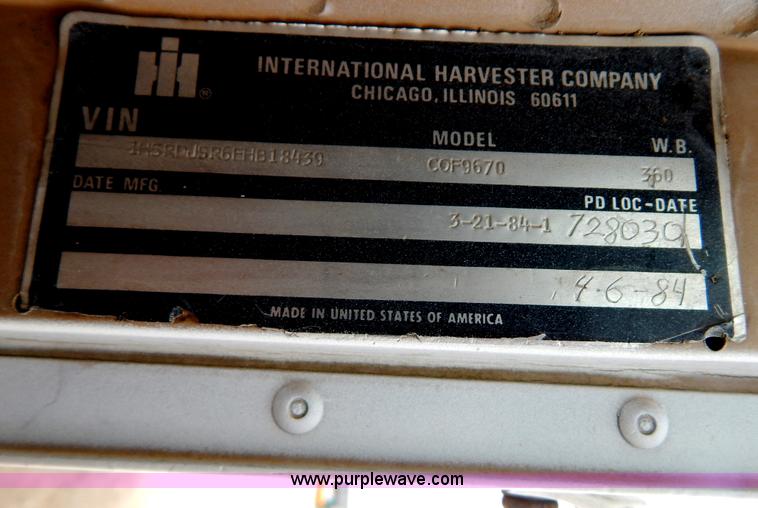 IH ®
INTERNATIONAL HARVESTER COMPANY
CHICAGO, ILLINOIS 60611
VIN MODEL W.B.
COF9670 360
DATE MFG. PD LOC-DATE
3-21-84-1 728030
4-6-84
MADE IN UNITED STATES OF AMERICA
www.purplewave.com